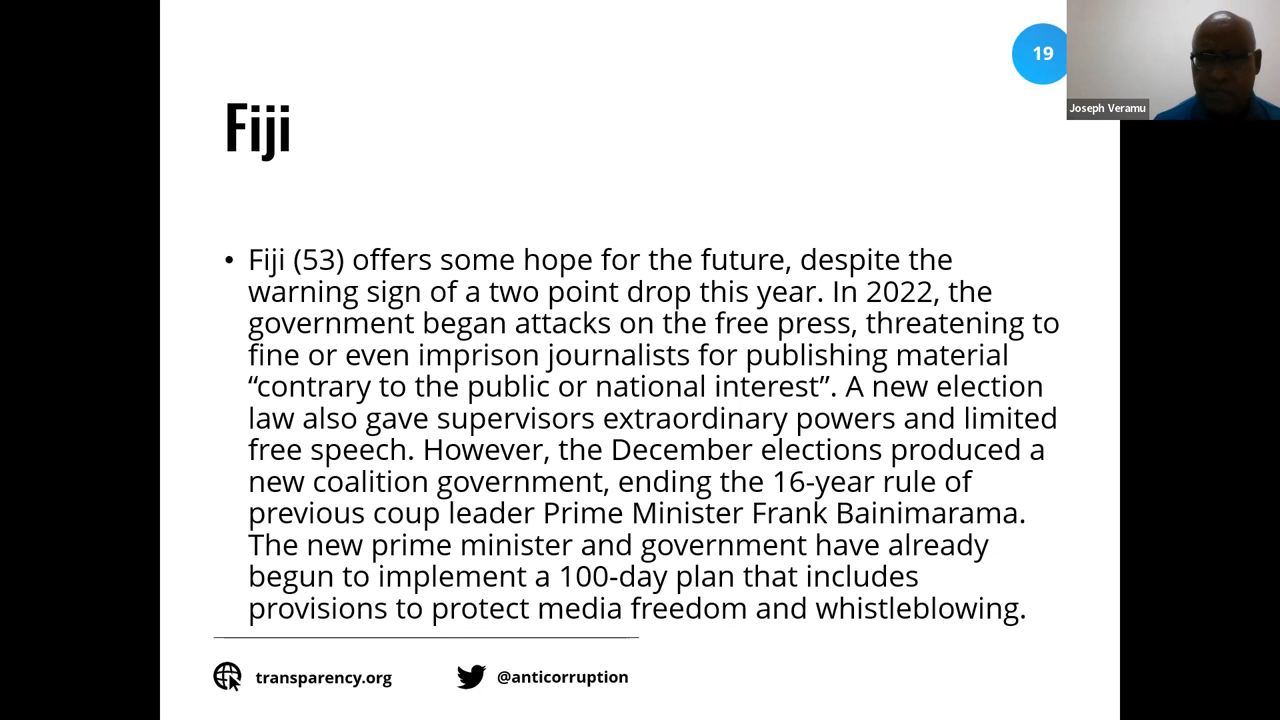 19
Joseph Veramu
Fiji
• Fiji (53) offers some hope for the future, despite the
warning sign of a two point drop this year. In 2022, the
government began attacks on the free press, threatening to
fine or even imprison journalists for publishing material
“contrary to the public or national interest”. A new election
law also gave supervisors extraordinary powers and limited
free speech. However, the December elections produced a
new coalition government, ending the 16-year rule of
previous coup leader Prime Minister Frank Bainimarama.
The new prime minister and government have already
begun to implement a 100-day plan that includes
provisions to protect media freedom and whistleblowing.
transparency.org
@anticorruption